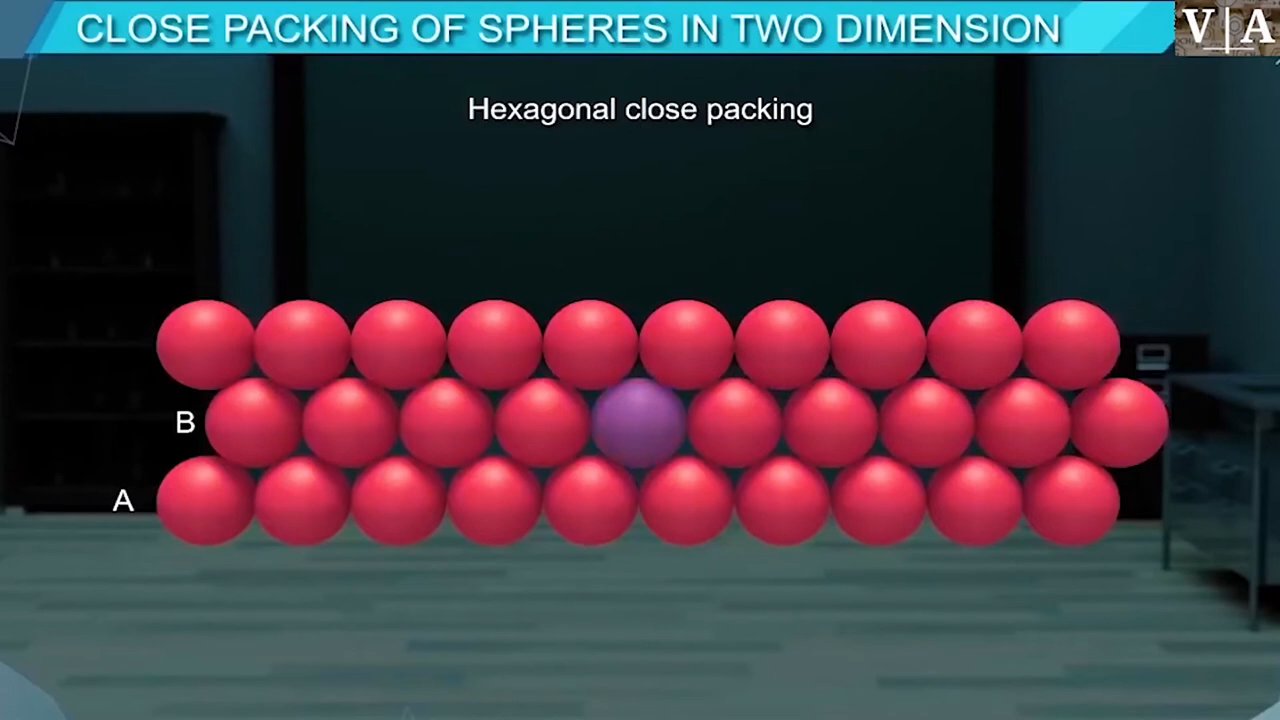 CLOSE PACKING OF SPHERES IN TWO DIMENSION
V|A
Hexagonal close packing
B
A